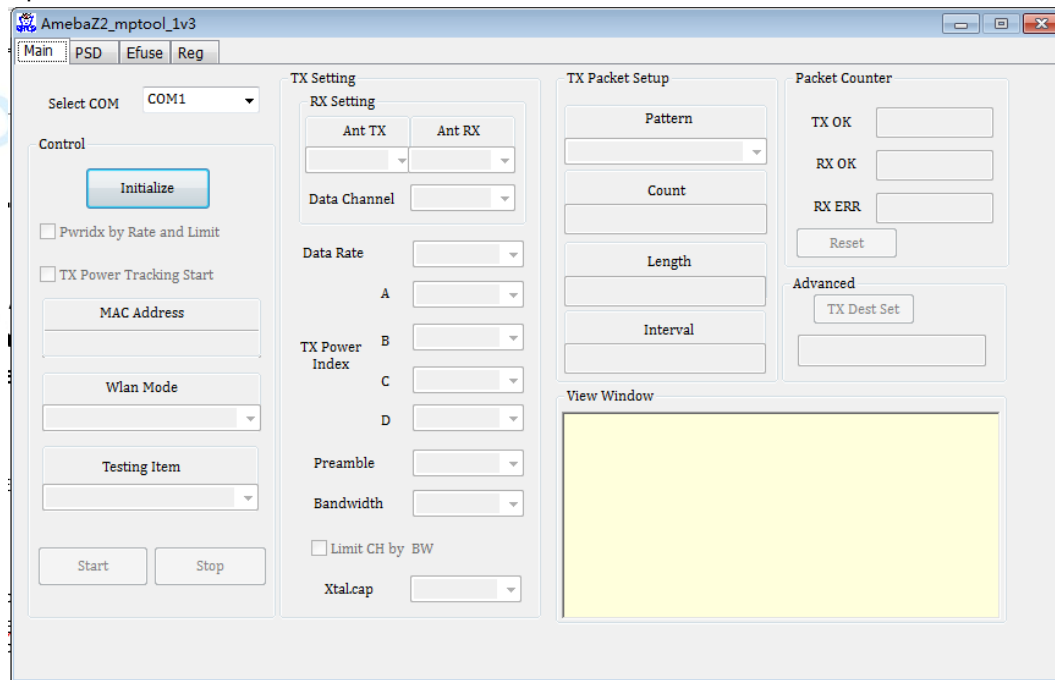 AmebaZ2_mptool_1v3
Main PSD Efuse Reg
Select COM COM1
Control
Initialize
Pwridx by Rate and Limit
TX Power Tracking Start
MAC Address
Wlan Mode
Testing Item
Start Stop
TX Setting
RX Setting
Ant TX Ant RX
Data Channel
Data Rate
A
TX Power Index
B
C
D
Preamble
Bandwidth
Limit CH by BW
Xtal.cap
TX Packet Setup
Pattern
Count
Length
Interval
Packet Counter
TX OK
RX OK
RX ERR
Reset
Advanced
TX Dest Set
View Window